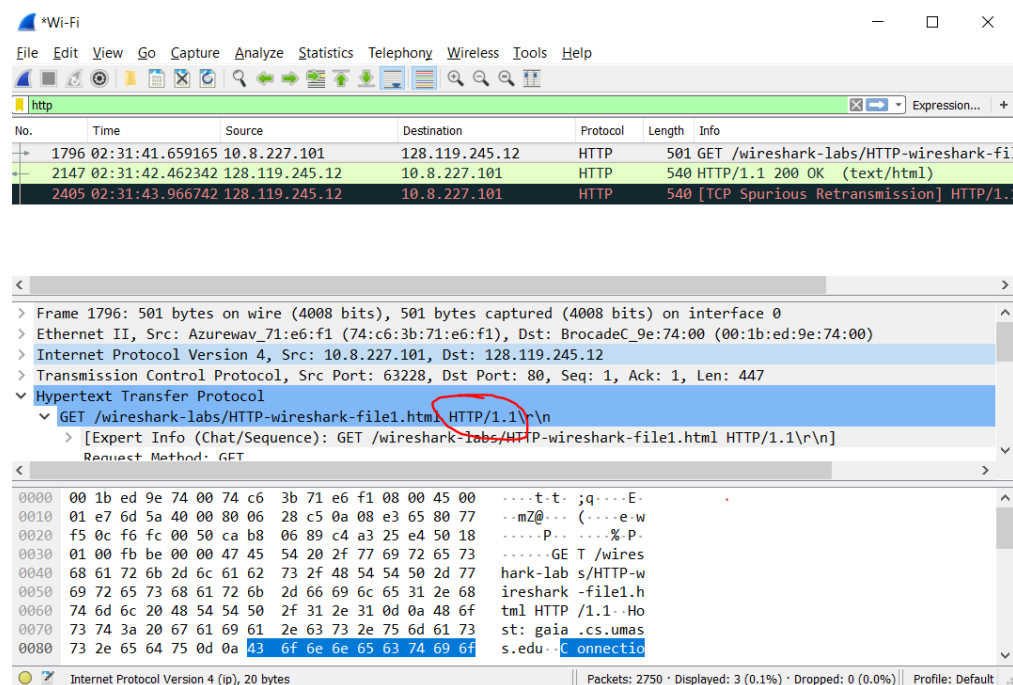 *Wi-Fi
File Edit View Go Capture Analyze Statistics Telephony Wireless Tools Help
http Expression... +
No. Time Source Destination Protocol Length Info
1796 02:31:41.659165 10.8.227.101 128.119.245.12 HTTP 501 GET /wireshark-labs/HTTP-wireshark-fi
2147 02:31:42.462342 128.119.245.12 10.8.227.101 HTTP 540 HTTP/1.1 200 OK (text/html)
2405 02:31:43.966742 128.119.245.12 10.8.227.101 HTTP 540 [TCP Spurious Retransmission] HTTP/1.
Frame 1796: 501 bytes on wire (4008 bits), 501 bytes captured (4008 bits) on interface 0
Ethernet II, Src: Azurewav_71:e6:f1 (74:c6:3b:71:e6:f1), Dst: BrocadeC_9e:74:00 (00:1b:ed:9e:74:00)
Internet Protocol Version 4, Src: 10.8.227.101, Dst: 128.119.245.12
Transmission Control Protocol, Src Port: 63228, Dst Port: 80, Seq: 1, Ack: 1, Len: 447
Hypertext Transfer Protocol
GET /wireshark-labs/HTTP-wireshark-file1.html HTTP/1.1\r\n
[Expert Info (Chat/Sequence): GET /wireshark-labs/HTTP-wireshark-file1.html HTTP/1.1\r\n]
Request Method: GET
0000 00 1b ed 9e 74 00 74 c6 3b 71 e6 f1 08 00 45 00 ····t·t· ;q····E·
0010 01 e7 6d 5a 40 00 80 06 28 c5 0a 08 e3 65 80 77 ··mZ@··· (····e·w
0020 f5 0c f6 fc 00 50 ca b8 06 89 c4 a3 25 e4 50 18 ·····P·· ····%·P·
0030 01 00 fb be 00 00 47 45 54 20 2f 77 69 72 65 73 ······GE T /wires
0040 68 61 72 6b 2d 6c 61 62 73 2f 48 54 54 50 2d 77 hark-lab s/HTTP-w
0050 69 72 65 73 68 61 72 6b 2d 66 69 6c 65 31 2e 68 ireshark -file1.h
0060 74 6d 6c 20 48 54 54 50 2f 31 2e 31 0d 0a 48 6f tml HTTP /1.1··Ho
0070 73 74 3a 20 67 61 69 61 2e 63 73 2e 75 6d 61 73 st: gaia .cs.umas
0080 73 2e 65 64 75 0d 0a 43 6f 6e 6e 65 63 74 69 6f s.edu··C onnectio
Internet Protocol Version 4 (ip), 20 bytes Packets: 2750 · Displayed: 3 (0.1%) · Dropped: 0 (0.0%) Profile: Default